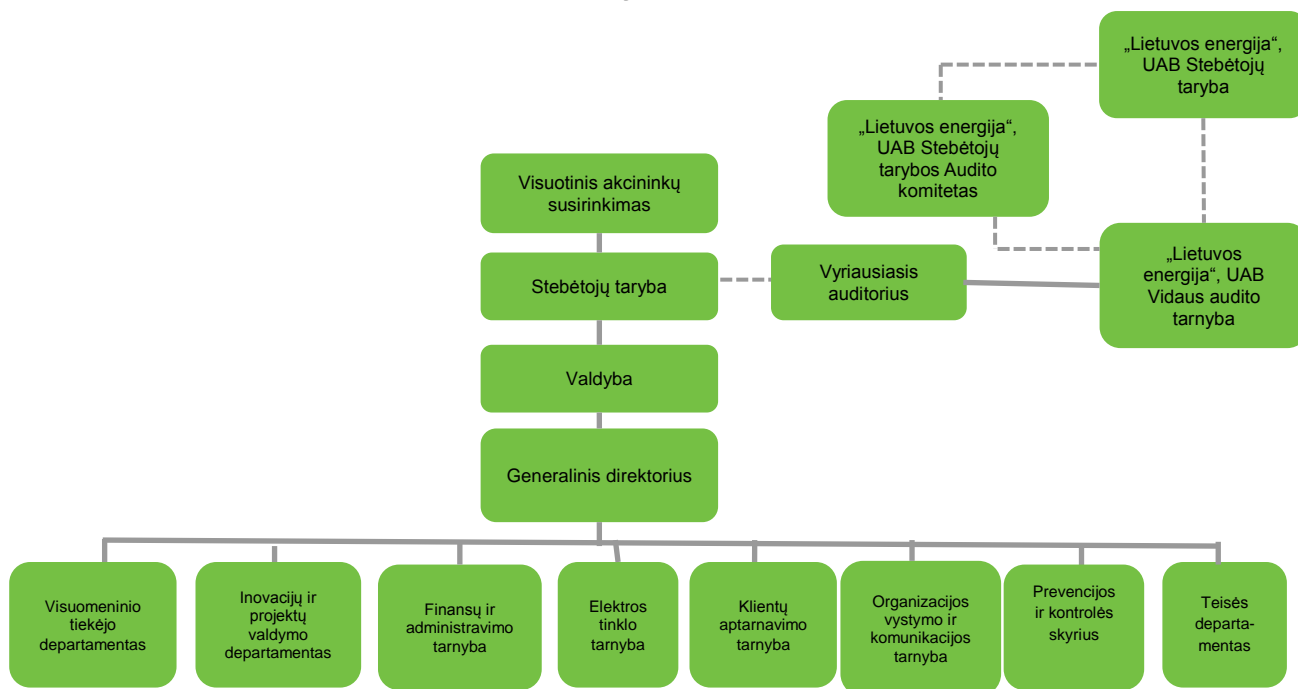 „Lietuvos energija“,
UAB Stebėtojų
taryba
„Lietuvos energija“,
UAB Stebėtojų
tarybos Audito
komitetas
Visuotinis akcininkų
susirinkimas
Stebėtojų taryba
Vyriausiasis
auditorius
„Lietuvos
energija“, UAB
Vidaus audito
tarnyba
Valdyba
Generalinis direktorius
Visuomeninio
tiekėjo
departamentas
Inovacijų ir
projektų
valdymo
departamentas
Finansų ir
administravimo
tarnyba
Elektros
tinklo
tarnyba
Klientų
aptarnavimo
tarnyba
Organizacijos
vystymo ir
komunikacijos
tarnyba
Prevencijos
ir kontrolės
skyrius
Teisės
departa-
mentas